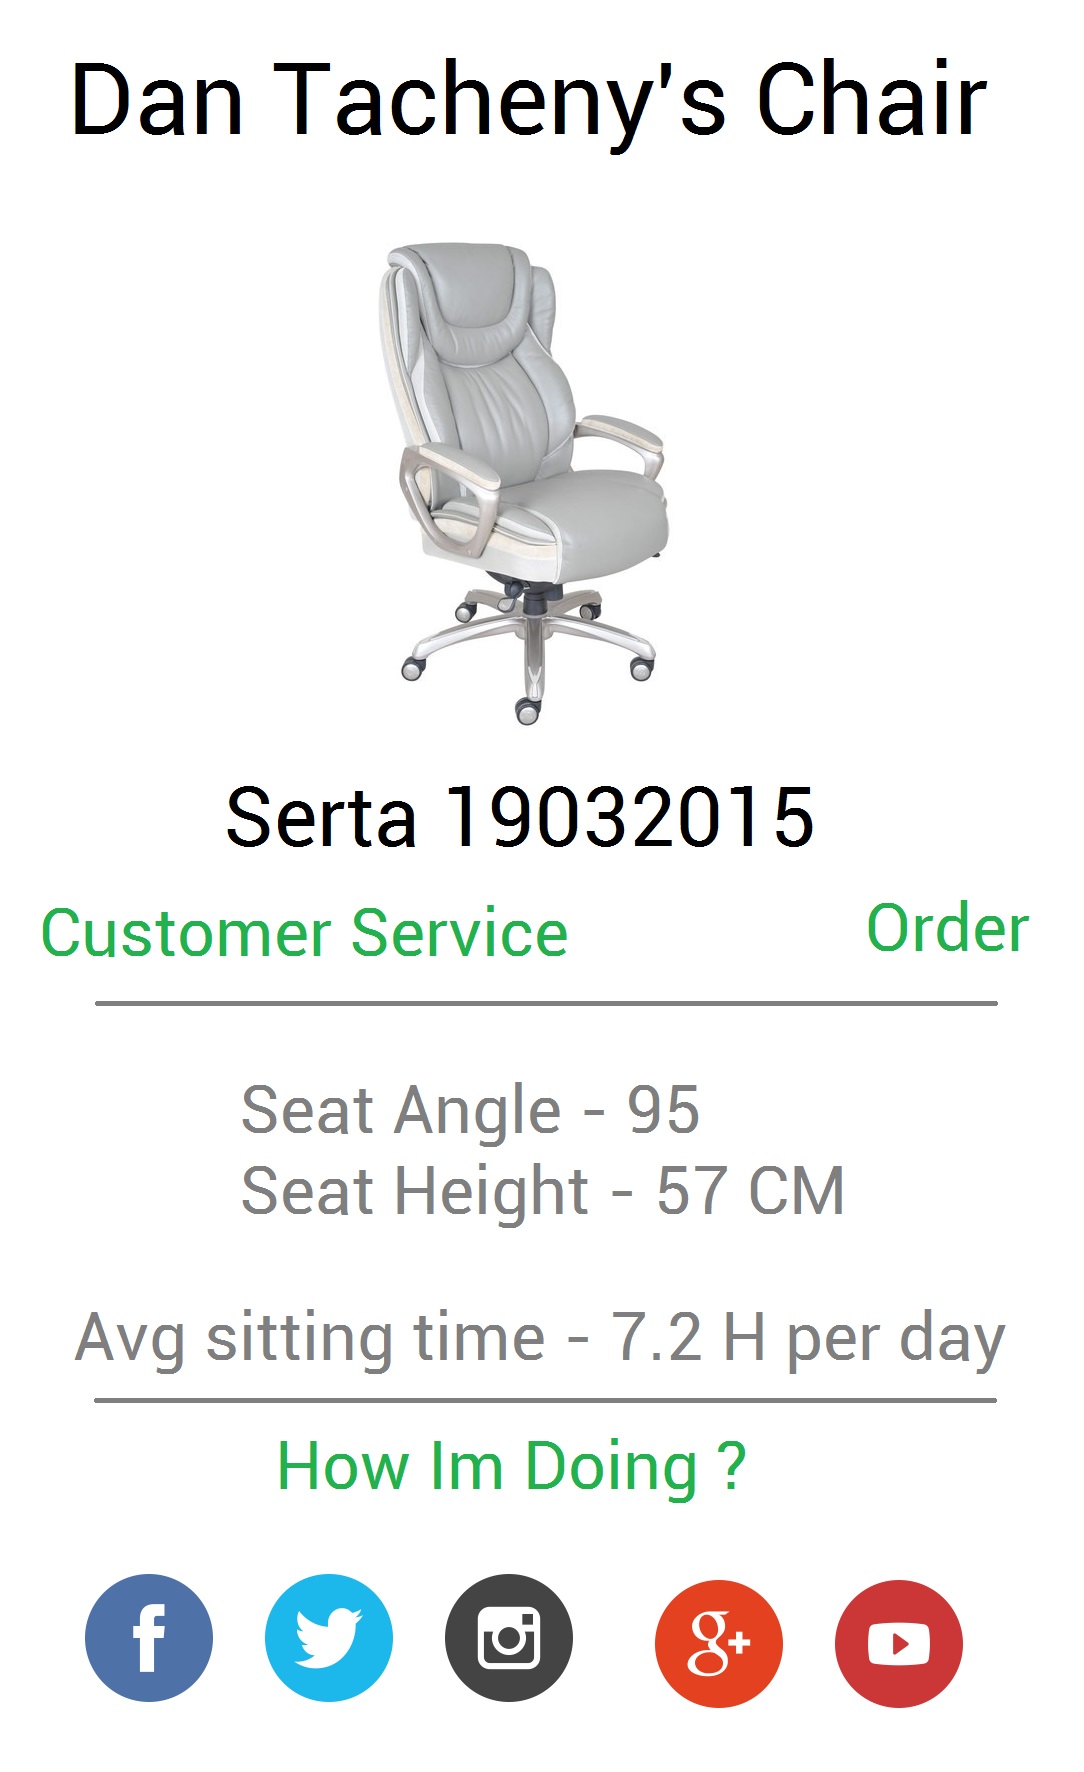 Dan Tacheny's Chair
Serta 19032015
Customer Service
Order
Seat Angle - 95
Seat Height - 57 CM
Avg sitting time - 7.2 H per day
How Im Doing ?
f
g+